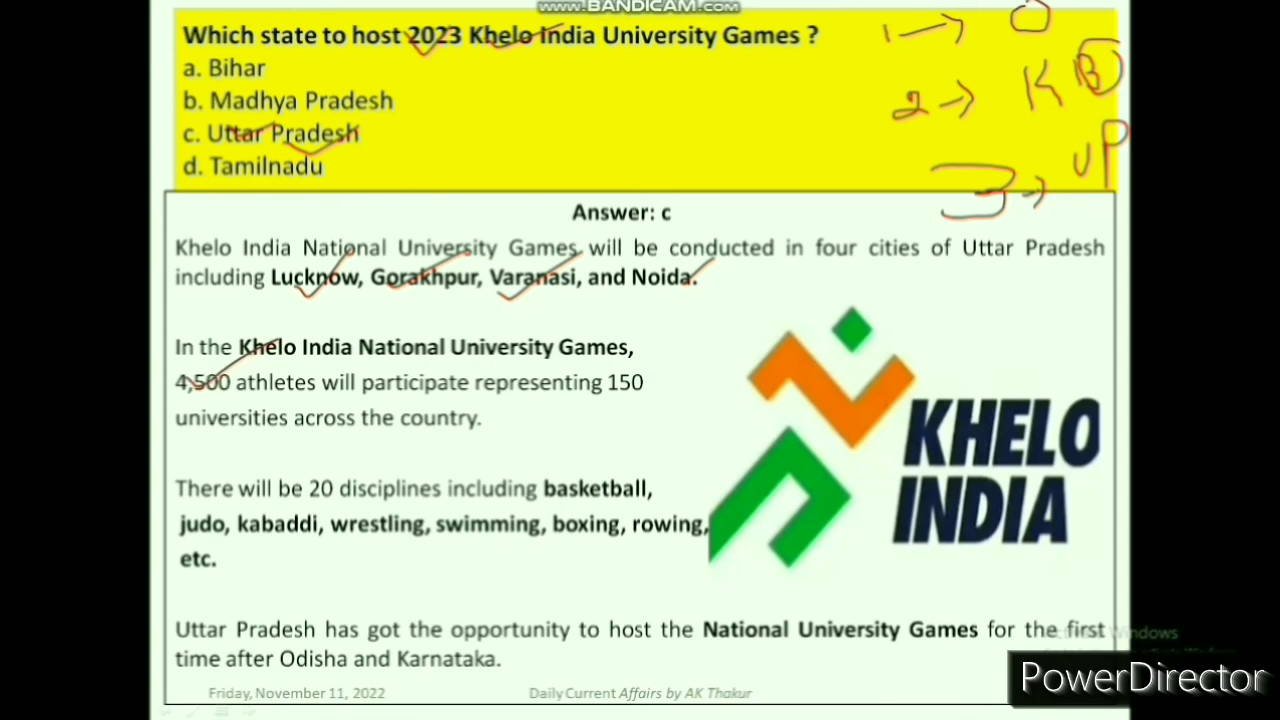 www.BANDICAM.com
Which state to host 2023 Khelo India University Games ?
a. Bihar
b. Madhya Pradesh
c. Uttar Pradesh
d. Tamilnadu
1 → O
2 → K B
3 → UP
Answer: c
Khelo India National University Games will be conducted in four cities of Uttar Pradesh
including Lucknow, Gorakhpur, Varanasi, and Noida.
In the Khelo India National University Games,
4,500 athletes will participate representing 150
universities across the country.
KHELO
INDIA
There will be 20 disciplines including basketball,
judo, kabaddi, wrestling, swimming, boxing, rowing,
etc.
Uttar Pradesh has got the opportunity to host the National University Games for the first
time after Odisha and Karnataka.
Windows
Friday, November 11, 2022
Daily Current Affairs by AK Thakur
PowerDirector